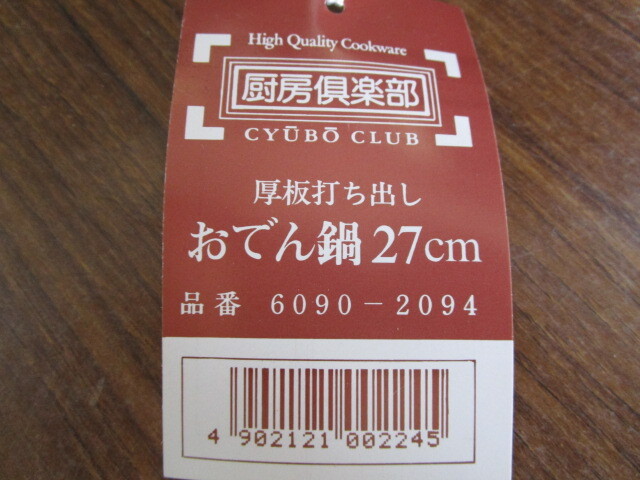 High Quality Cookware
厨房倶楽部
CYŪBŌ CLUB
厚板打ち出し
おでん鍋 27cm
品番 6090-2094
4 902121 002245